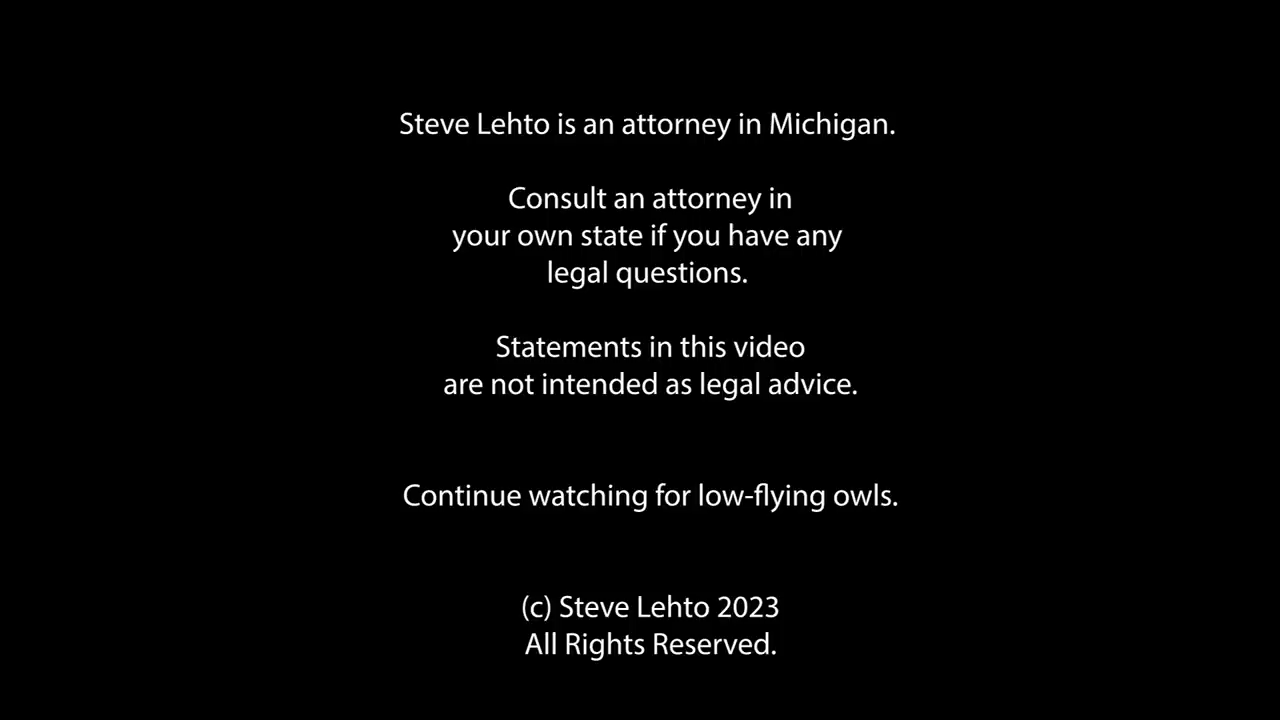 Steve Lehto is an attorney in Michigan.
Consult an attorney in
your own state if you have any
legal questions.
Statements in this video
are not intended as legal advice.
Continue watching for low-flying owls.
(c) Steve Lehto 2023
All Rights Reserved.